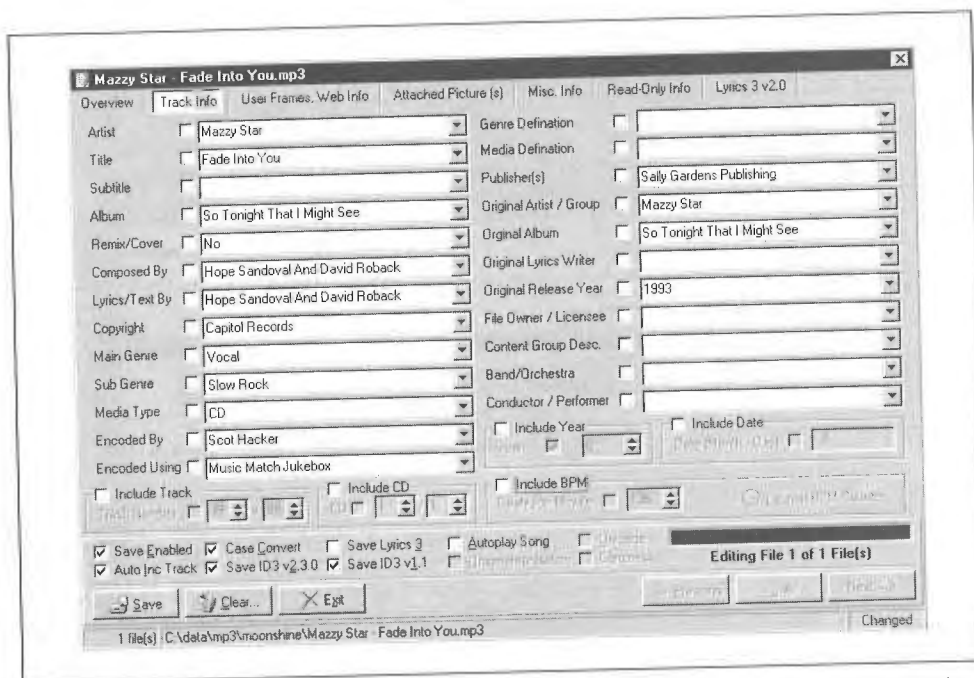 Mazzy Star - Fade Into You.mp3
Overview Track Info User Frames, Web Info Attached Picture (s) Misc. Info Read-Only Info Lyrics 3 v2.0
Artist Mazzy Star
Title Fade Into You
Subtitle
Album So Tonight That I Might See
Remix/Cover No
Composed By Hope Sandoval And David Roback
Lyrics/Text By Hope Sandoval And David Roback
Copyright Capitol Records
Main Genre Vocal
Sub Genre Slow Rock
Media Type CD
Encoded By Scot Hacker
Encoded Using Music Match Jukebox
Genre Defination
Media Defination
Publisher(s) Saily Gardens Publishing
Original Artist / Group Mazzy Star
Orginal Album So Tonight That I Might See
Original Lyrics Writer
Original Release Year 1993
File Owner / Licensee
Content Group Desc.
Band/Orchestra
Conductor / Performer
Include Year Include Date
Include Track Include CD Include BPM
Save Enabled Case Convert Save Lyrics 3 Autoplay Song
Auto Inc Track Save ID3 v2.3.0 Save ID3 v1.1
Editing File 1 of 1 File(s)
Save Clear... Exit
1 file(s) C:\data\mp3\moonshine\Mazzy Star - Fade Into You.mp3 Changed